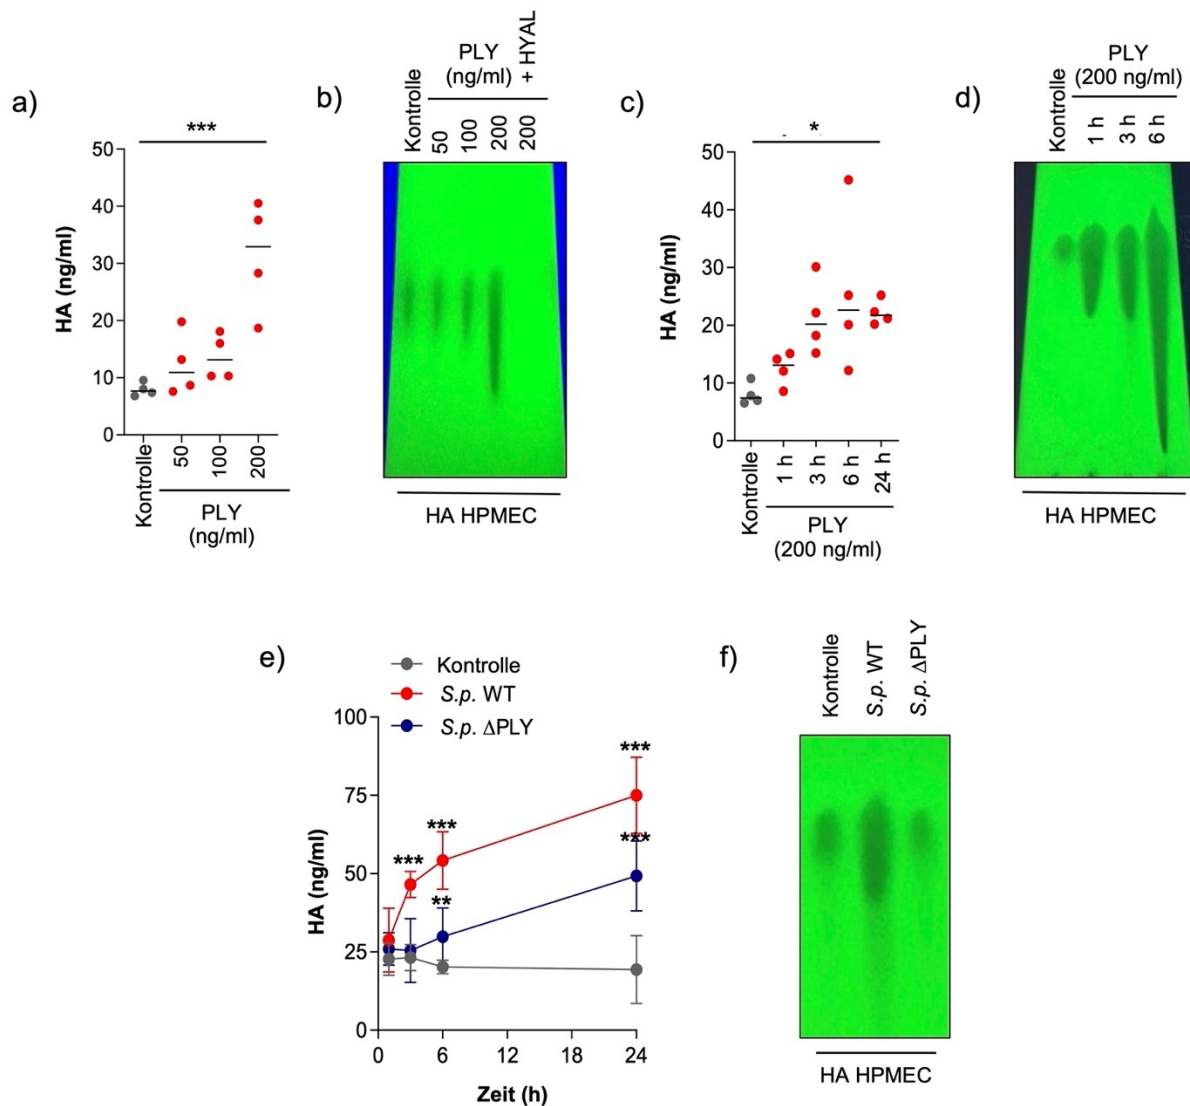 a)
***
50
40
30
20
10
0
HA (ng/ml)
Kontrolle
50
100
200
PLY
(ng/ml)
b)
Kontrolle
PLY
(ng/ml)
50
100
200
200
+ HYAL
HA HPMEC
c)
*
50
40
30
20
10
0
HA (ng/ml)
Kontrolle
1 h
3 h
6 h
24 h
PLY
(200 ng/ml)
d)
Kontrolle
PLY
(200 ng/ml)
1 h
3 h
6 h
HA HPMEC
e)
Kontrolle
S.p. WT
S.p. ΔPLY
100
75
50
25
0
HA (ng/ml)
***
***
***
**
***
0
6
12
18
24
Zeit (h)
f)
Kontrolle
S.p. WT
S.p. ΔPLY
HA HPMEC